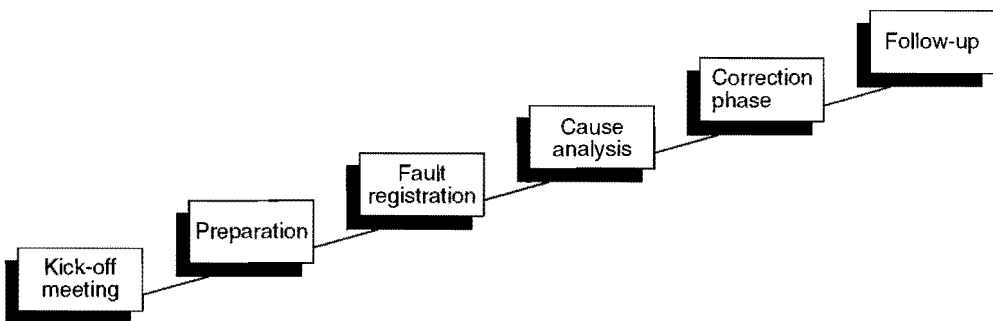 Kick-off
meeting
Preparation
Fault
registration
Cause
analysis
Correction
phase
Follow-up